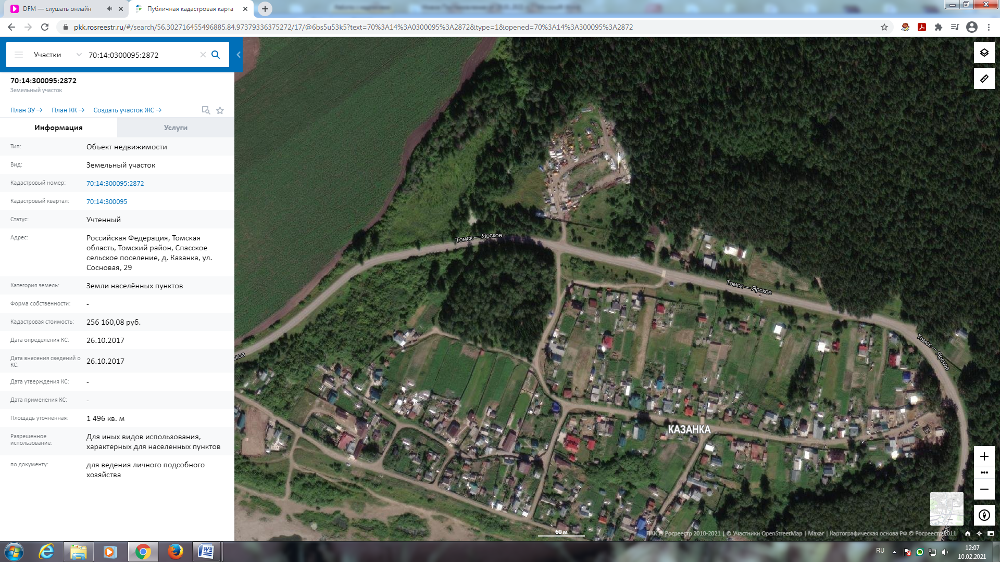 DFM — слушать онлайн
Публичная кадастровая карта
pkk.rosreestr.ru/#/search/56.302716455496885,84.97379336375272/17/@6bs5u53k5?text=70%3A14%3A0300095%3A2872&type=1&opened=70%3A14%3A300095%3A2872
Участки 70:14:0300095:2872
70:14:300095:2872
Земельный участок
План ЗУ → План КК → Создать участок ЖС →
Информация Услуги
Тип: Объект недвижимости
Вид: Земельный участок
Кадастровый номер: 70:14:300095:2872
Кадастровый квартал: 70:14:300095
Статус: Учтенный
Адрес: Российская Федерация, Томская
область, Томский район, Спасское
сельское поселение, д. Казанка, ул.
Сосновая, 29
Категория земель: Земли населённых пунктов
Форма собственности: -
Кадастровая стоимость: 256 160,08 руб.
Дата определения КС: 26.10.2017
Дата внесения сведений о
КС: 26.10.2017
Дата утверждения КС: -
Дата применения КС: -
Площадь уточненная: 1 496 кв. м
Разрешенное
использование: Для иных видов использования,
характерных для населенных пунктов
по документу: для ведения личного подсобного
хозяйства
Томск — Ярское
Томск — Ярское
Томск — Ярское
ское
КАЗАНКА
60 м
ПКК © Росреестр 2010-2021 | © Участники OpenStreetMap | Maxar | Картографическая основа РФ © Росреестр 2011
RU
12:07
10.02.2021